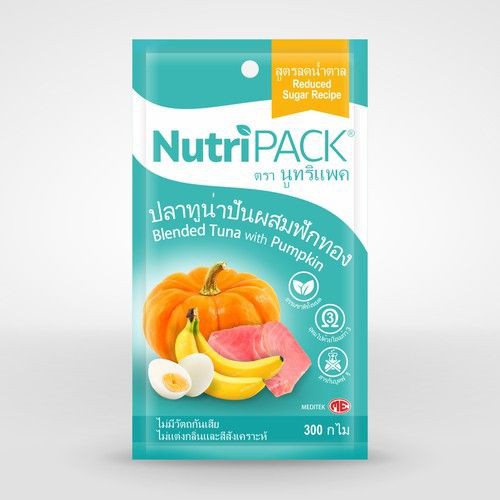 สูตรลดน้ำตาล
Reduced
Sugar Recipe
NutriPACK®
ตรา นูทริแพค
ปลาทูน่าปั่นผสมฟักทอง
Blended Tuna with Pumpkin
3
MEDITEK
ไม่มีวัตถุกันเสีย
ไม่แต่งกลิ่นและสีสังเคราะห์
300 กไม